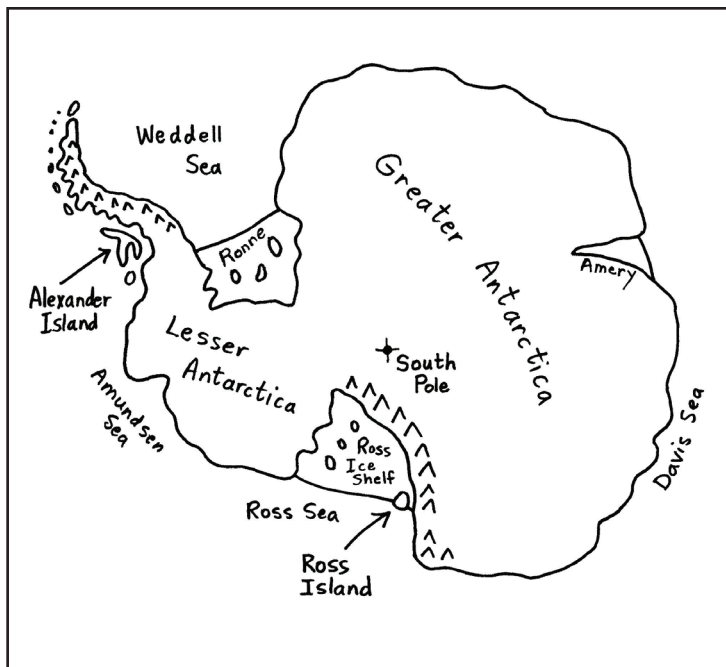 Weddell
Sea
Greater Antarctica
Ronne
Amery
Alexander
Island
Lesser
Antarctica
South
Pole
Amundsen
Sea
Davis Sea
Ross
Ice
Shelf
Ross Sea
Ross
Island